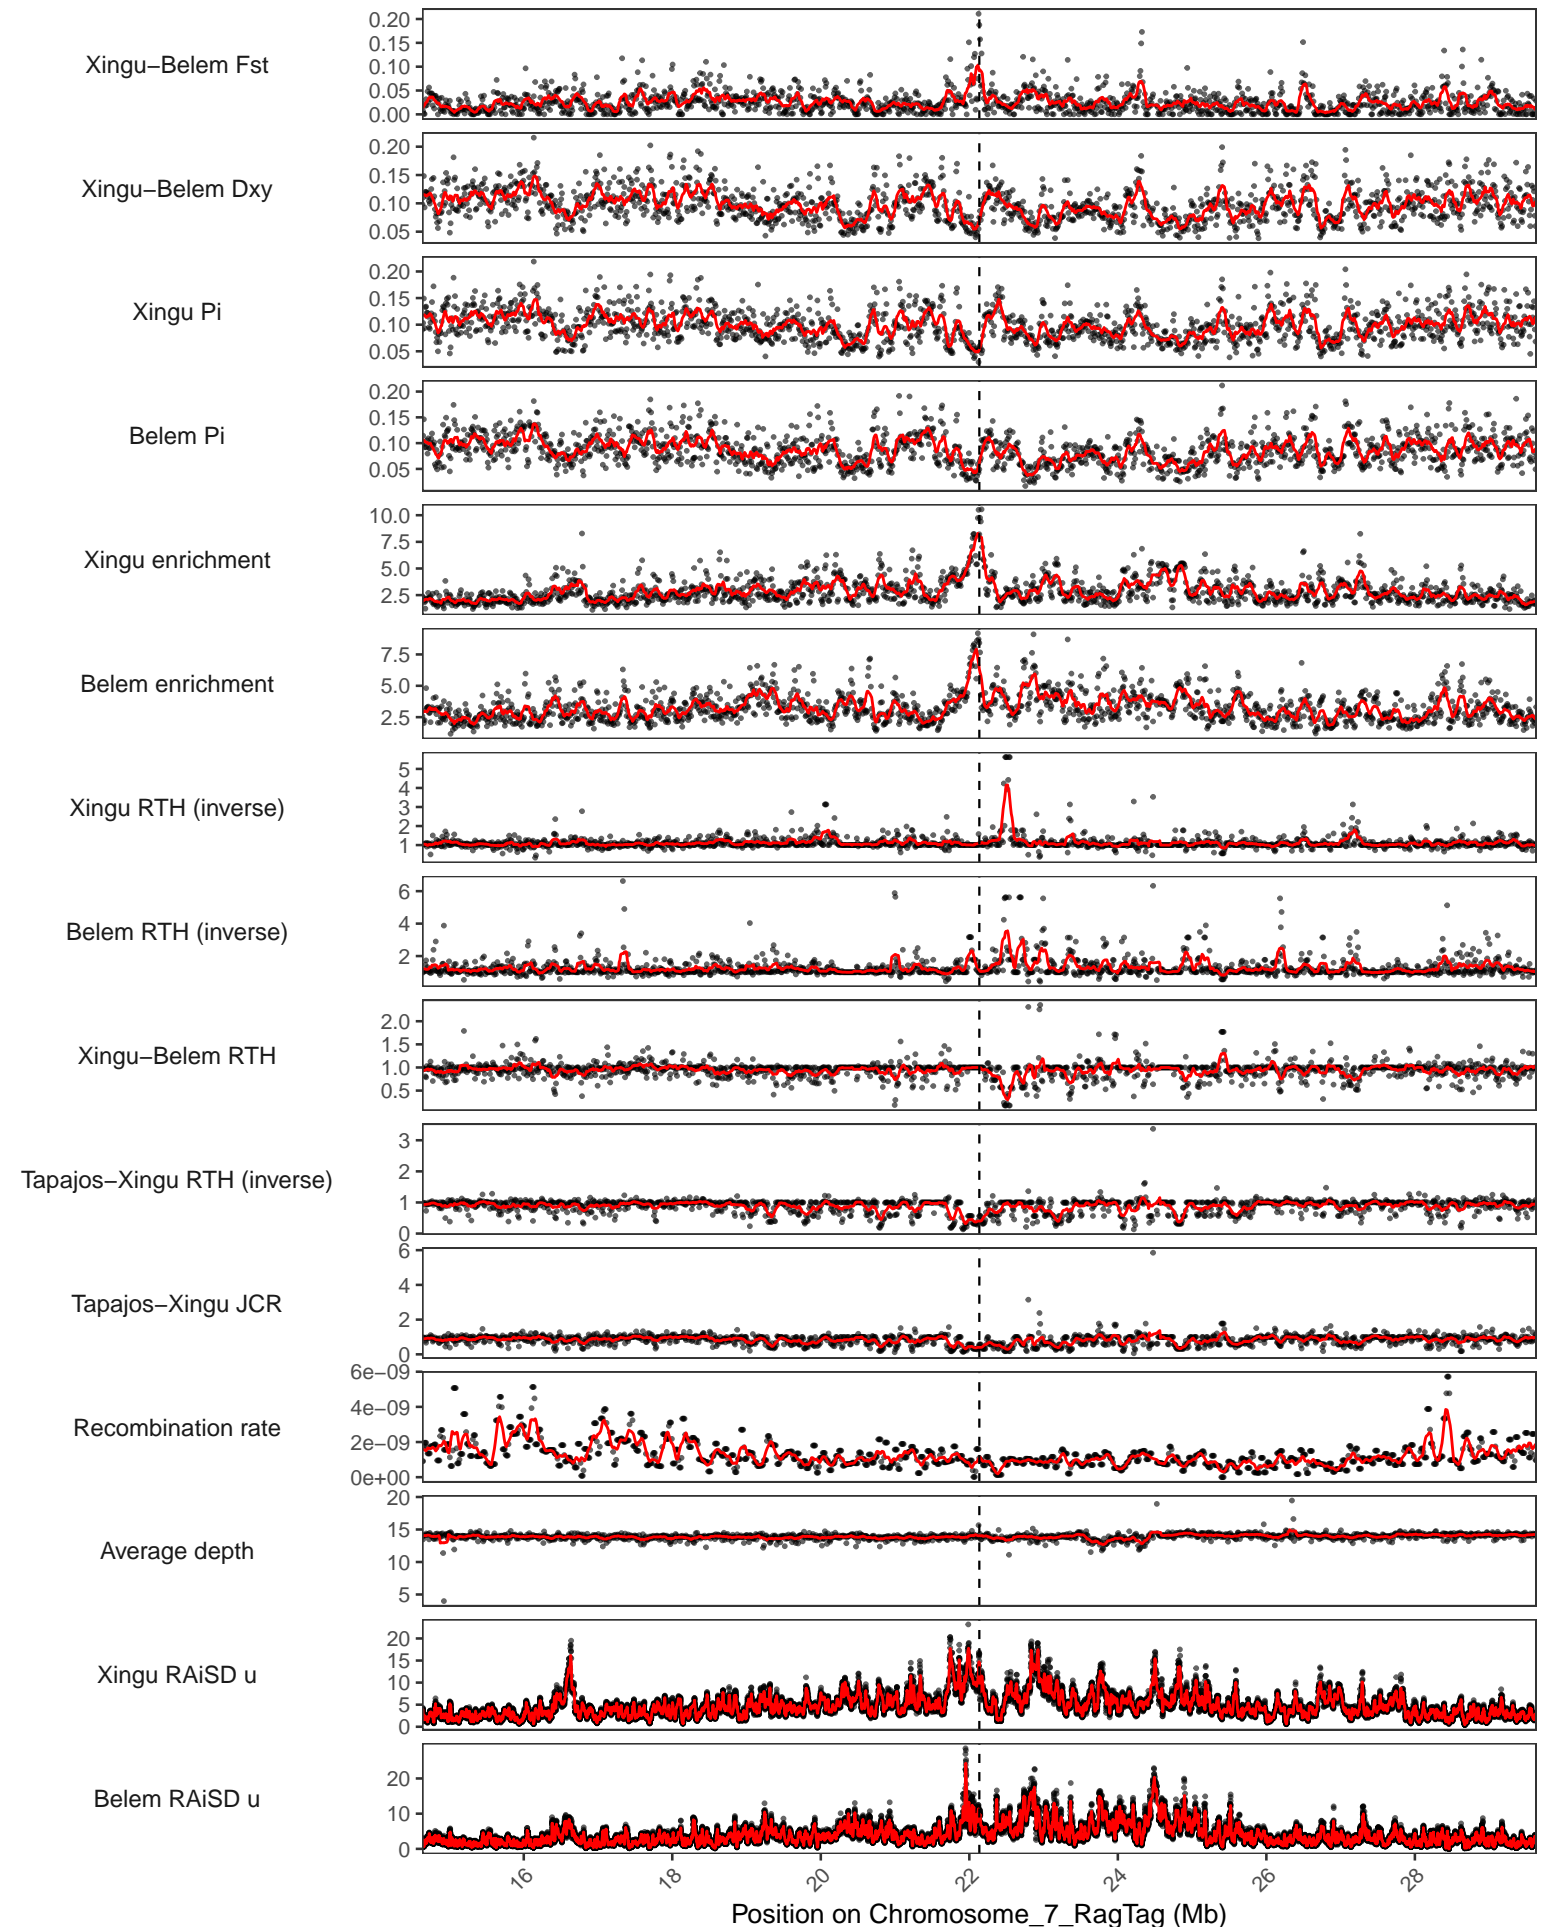 Xingu−Belem Fst
0.20
0.15
0.10
0.05
0.00
Xingu−Belem Dxy
0.20
0.15
0.10
0.05
Xingu Pi
0.20
0.15
0.10
0.05
Belem Pi
0.20
0.15
0.10
0.05
Xingu enrichment
10.0
7.5
5.0
2.5
Belem enrichment
7.5
5.0
2.5
Xingu RTH (inverse)
5
4
3
2
1
Belem RTH (inverse)
6
4
2
Xingu−Belem RTH
2.0
1.5
1.0
0.5
Tapajos−Xingu RTH (inverse)
3
2
1
0
Tapajos−Xingu JCR
6
4
2
0
Recombination rate
6e−09
4e−09
2e−09
0e+00
Average depth
20
15
10
5
Xingu RAiSD u
20
15
10
5
0
Belem RAiSD u
20
10
0
16 18 20 22 24 26 28
Position on Chromosome_7_RagTag (Mb)